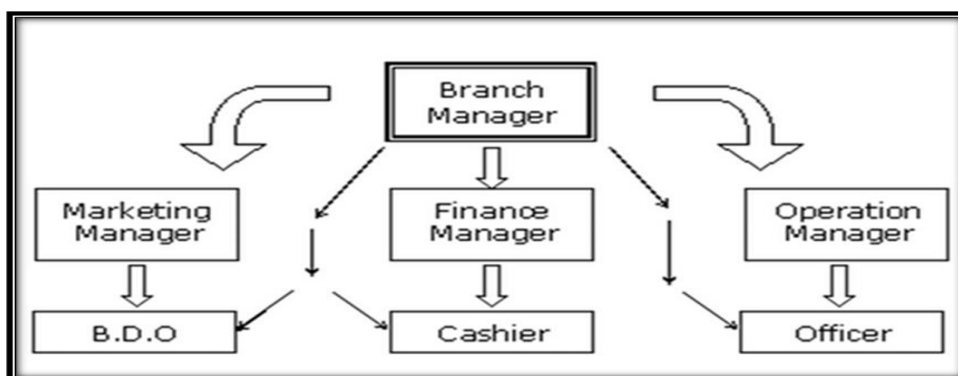 Branch
Manager
Marketing
Manager
Finance
Manager
Operation
Manager
B.D.O
Cashier
Officer